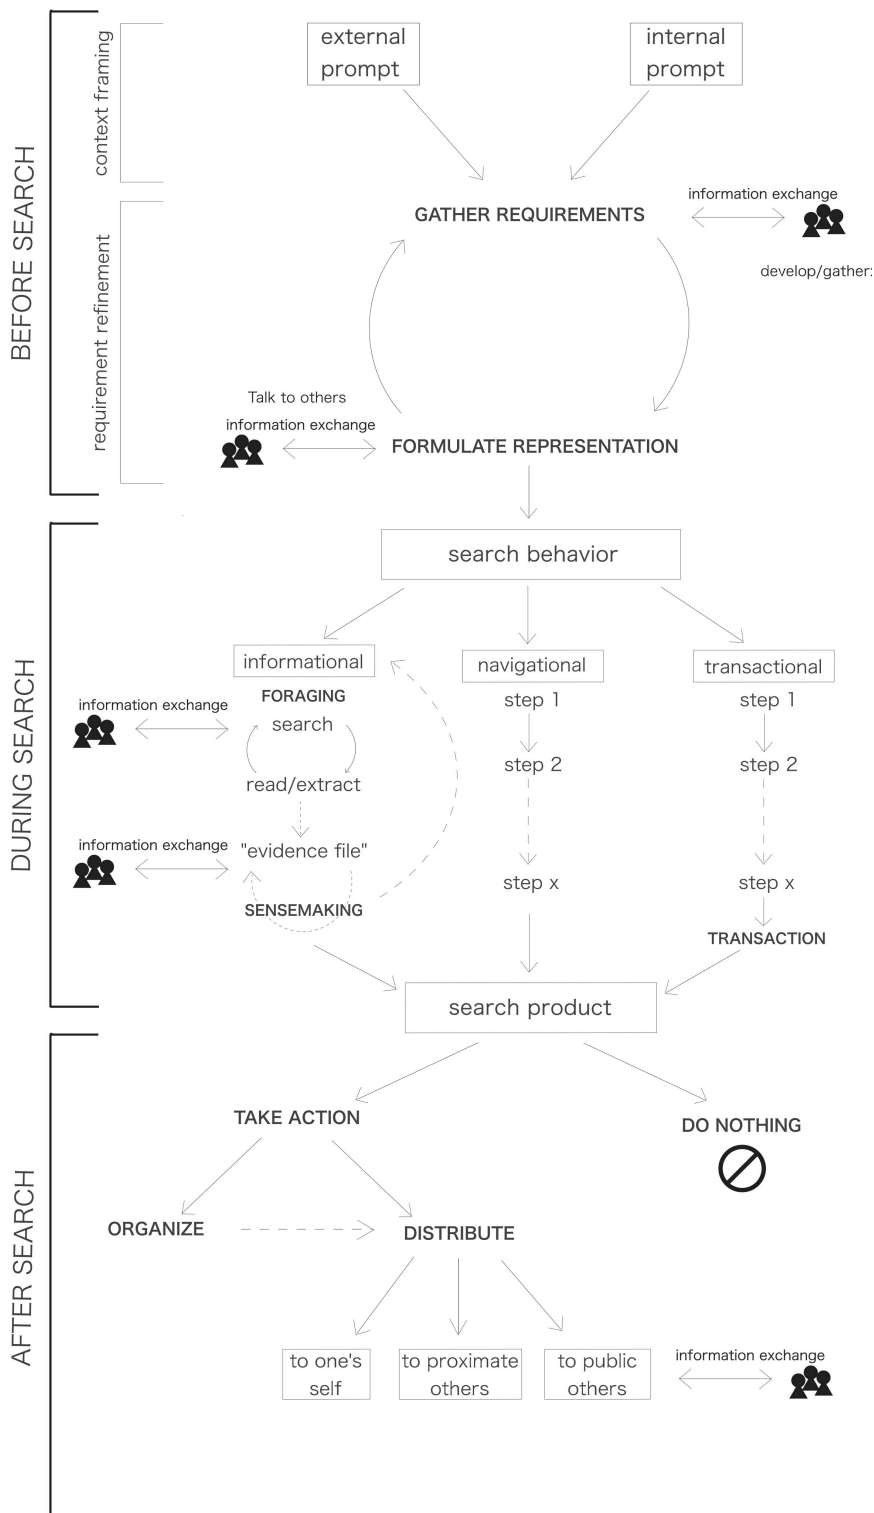 BEFORE SEARCH
context framing
external
prompt
internal
prompt
GATHER REQUIREMENTS
information exchange
develop/gather:
requirement refinement
Talk to others
information exchange
FORMULATE REPRESENTATION
DURING SEARCH
search behavior
informational
navigational
transactional
FORAGING
step 1
step 1
information exchange
search
step 2
step 2
read/extract
information exchange
"evidence file"
step x
step x
SENSEMAKING
TRANSACTION
search product
AFTER SEARCH
TAKE ACTION
DO NOTHING
ORGANIZE
DISTRIBUTE
to one's
self
to proximate
others
to public
others
information exchange